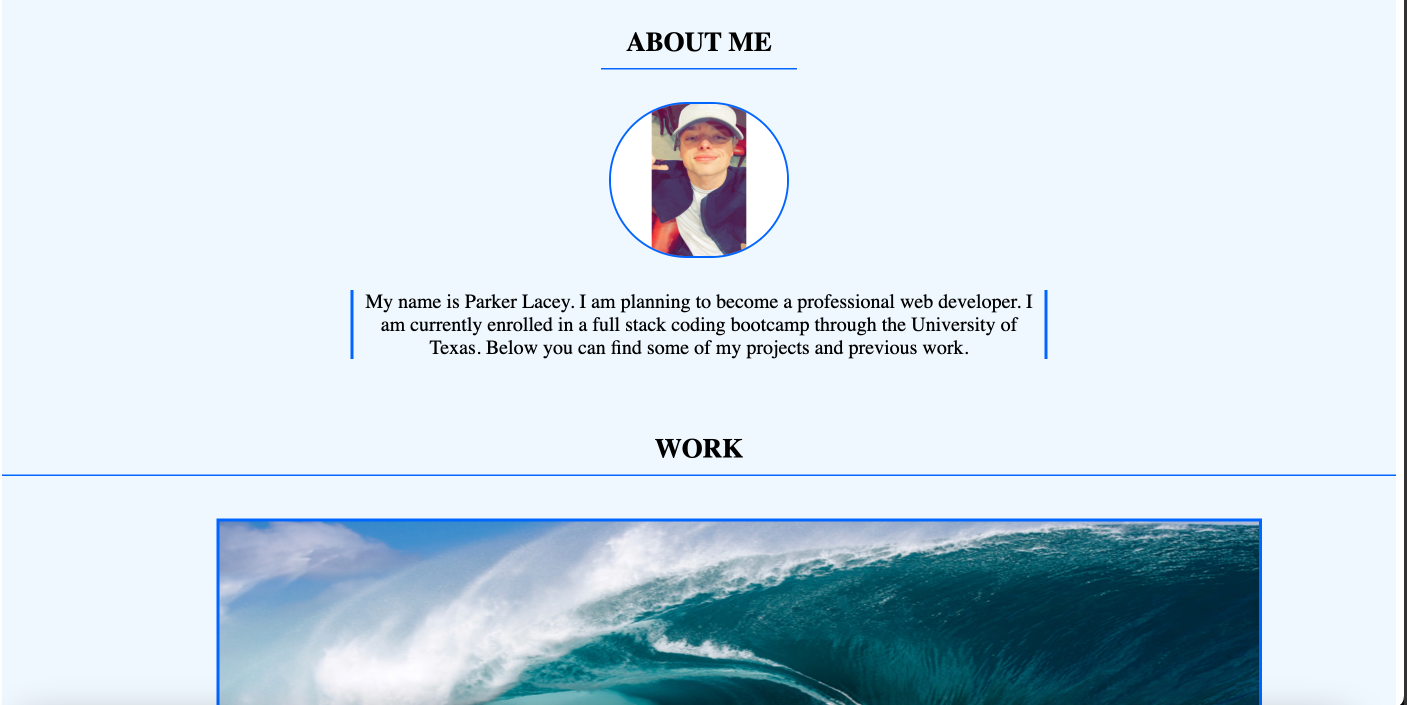 ABOUT ME
My name is Parker Lacey. I am planning to become a professional web developer. I
am currently enrolled in a full stack coding bootcamp through the University of
Texas. Below you can find some of my projects and previous work.
WORK